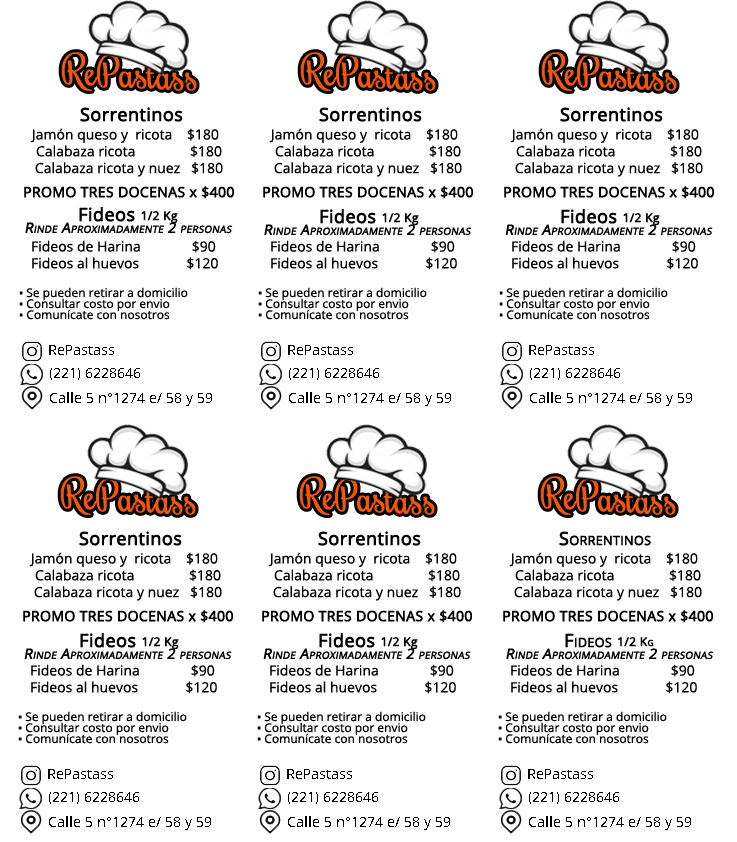 RePastass
Sorrentinos
Jamón queso y ricota $180
Calabaza ricota $180
Calabaza ricota y nuez $180
PROMO TRES DOCENAS x $400
Fideos 1/2 Kg
RINDE APROXIMADAMENTE 2 PERSONAS
Fideos de Harina $90
Fideos al huevos $120
• Se pueden retirar a domicilio
• Consultar costo por envio
• Comunícate con nosotros
RePastass
(221) 6228646
Calle 5 n°1274 e/ 58 y 59
RePastass
Sorrentinos
Jamón queso y ricota $180
Calabaza ricota $180
Calabaza ricota y nuez $180
PROMO TRES DOCENAS x $400
Fideos 1/2 Kg
RINDE APROXIMADAMENTE 2 PERSONAS
Fideos de Harina $90
Fideos al huevos $120
• Se pueden retirar a domicilio
• Consultar costo por envio
• Comunícate con nosotros
RePastass
(221) 6228646
Calle 5 n°1274 e/ 58 y 59
RePastass
Sorrentinos
Jamón queso y ricota $180
Calabaza ricota $180
Calabaza ricota y nuez $180
PROMO TRES DOCENAS x $400
Fideos 1/2 Kg
RINDE APROXIMADAMENTE 2 PERSONAS
Fideos de Harina $90
Fideos al huevos $120
• Se pueden retirar a domicilio
• Consultar costo por envio
• Comunícate con nosotros
RePastass
(221) 6228646
Calle 5 n°1274 e/ 58 y 59
RePastass
Sorrentinos
Jamón queso y ricota $180
Calabaza ricota $180
Calabaza ricota y nuez $180
PROMO TRES DOCENAS x $400
Fideos 1/2 Kg
RINDE APROXIMADAMENTE 2 PERSONAS
Fideos de Harina $90
Fideos al huevos $120
• Se pueden retirar a domicilio
• Consultar costo por envio
• Comunícate con nosotros
RePastass
(221) 6228646
Calle 5 n°1274 e/ 58 y 59
RePastass
Sorrentinos
Jamón queso y ricota $180
Calabaza ricota $180
Calabaza ricota y nuez $180
PROMO TRES DOCENAS x $400
Fideos 1/2 Kg
RINDE APROXIMADAMENTE 2 PERSONAS
Fideos de Harina $90
Fideos al huevos $120
• Se pueden retirar a domicilio
• Consultar costo por envio
• Comunícate con nosotros
RePastass
(221) 6228646
Calle 5 n°1274 e/ 58 y 59
RePastass
SORRENTINOS
Jamón queso y ricota $180
Calabaza ricota $180
Calabaza ricota y nuez $180
PROMO TRES DOCENAS x $400
FIDEOS 1/2 KG
RINDE APROXIMADAMENTE 2 PERSONAS
Fideos de Harina $90
Fideos al huevos $120
• Se pueden retirar a domicilio
• Consultar costo por envio
• Comunícate con nosotros
RePastass
(221) 6228646
Calle 5 n°1274 e/ 58 y 59